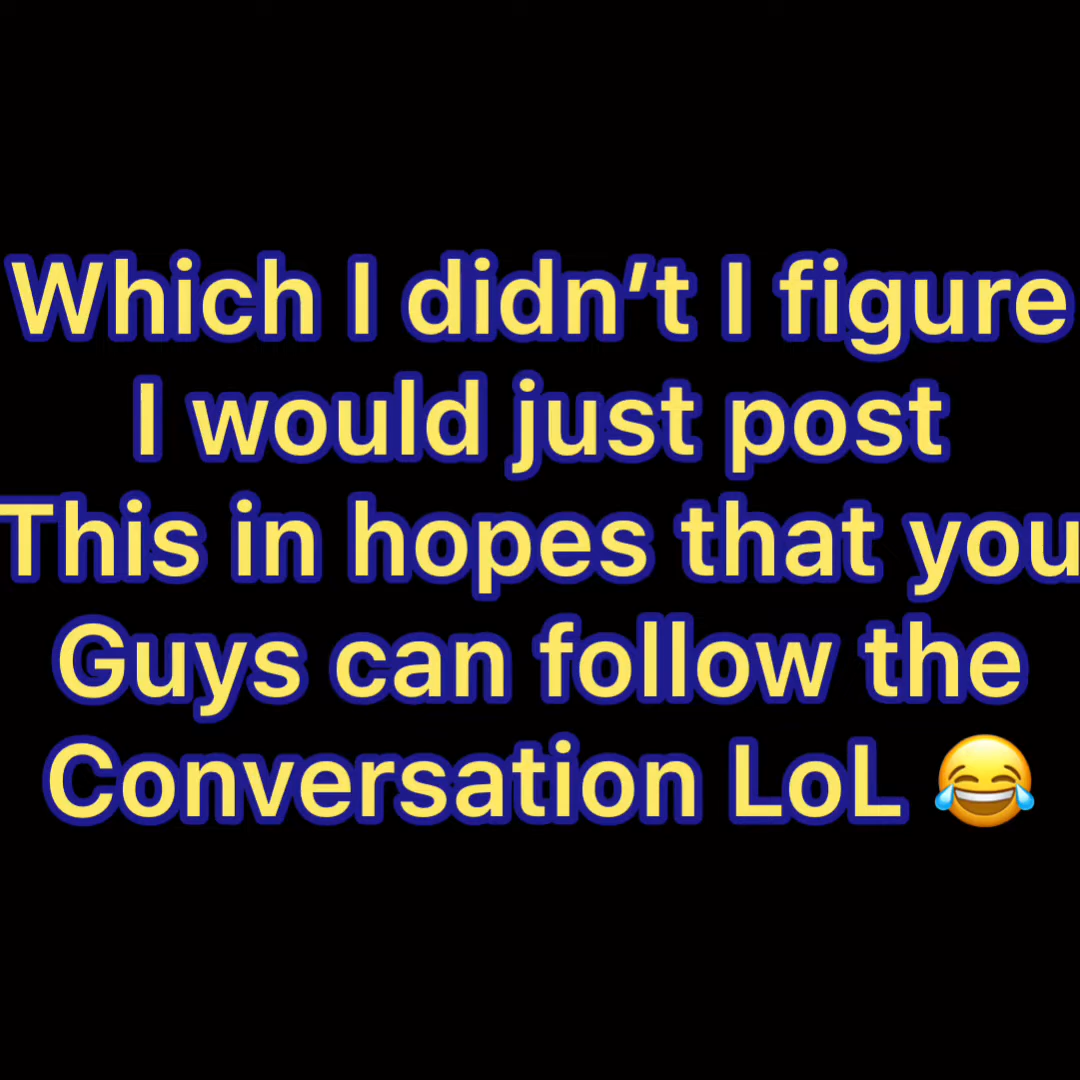 Which I didn’t I figure
I would just post
This in hopes that you
Guys can follow the
Conversation LoL 😂